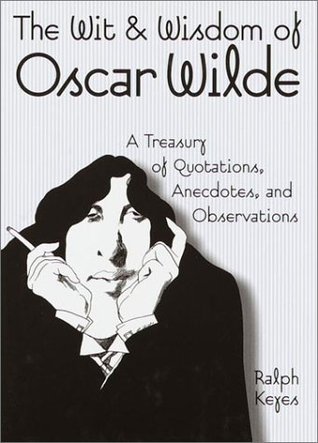 The Wit & Wisdom of
Oscar Wilde
A Treasury
of Quotations,
Anecdotes, and
Observations
Ralph
Keyes